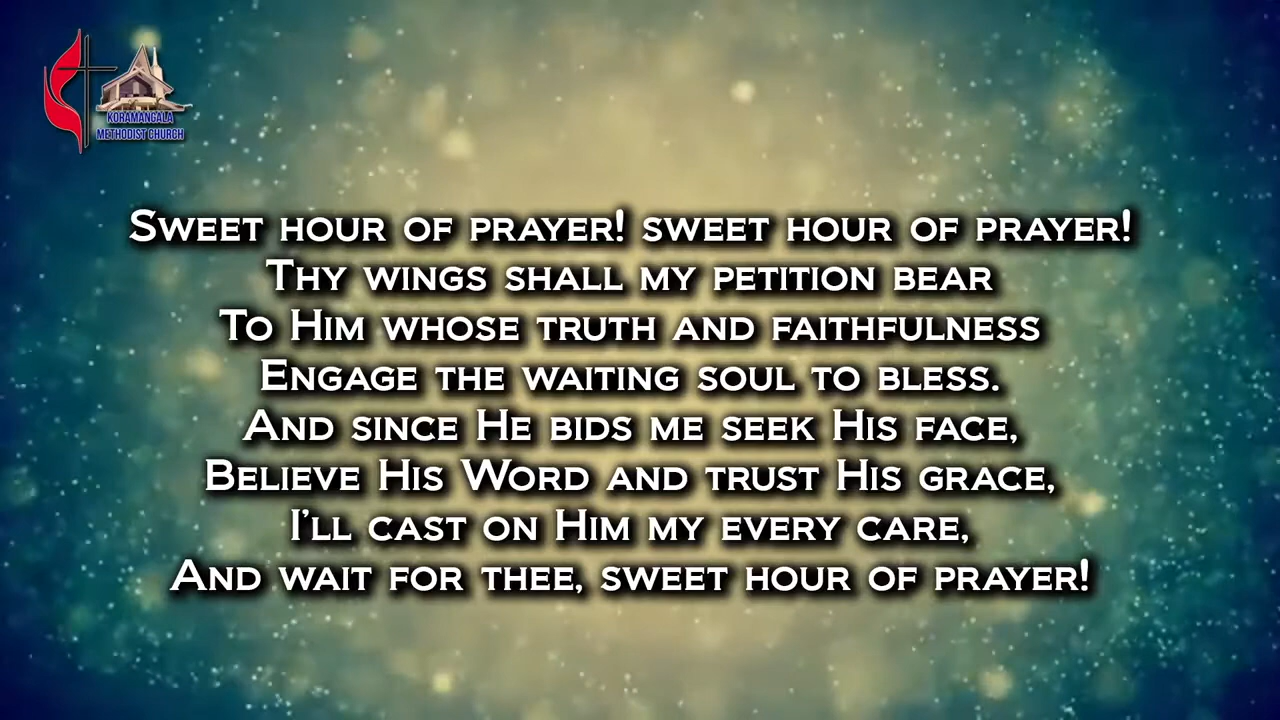 KORAMANGALA
METHODIST CHURCH
Sweet hour of prayer! sweet hour of prayer!
Thy wings shall my petition bear
To Him whose truth and faithfulness
Engage the waiting soul to bless.
And since He bids me seek His face,
Believe His Word and trust His grace,
I'll cast on Him my every care,
And wait for thee, sweet hour of prayer!